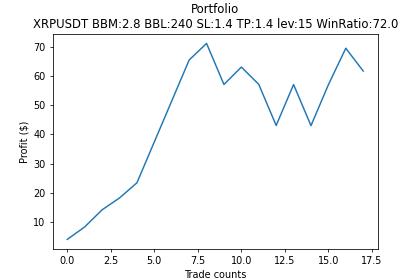 Portfolio
XRPUSDT BBM:2.8 BBL:240 SL:1.4 TP:1.4 lev:15 WinRatio:72.0
70
60
50
40
30
20
10
Profit ($)
0.0 2.5 5.0 7.5 10.0 12.5 15.0 17.5
Trade counts